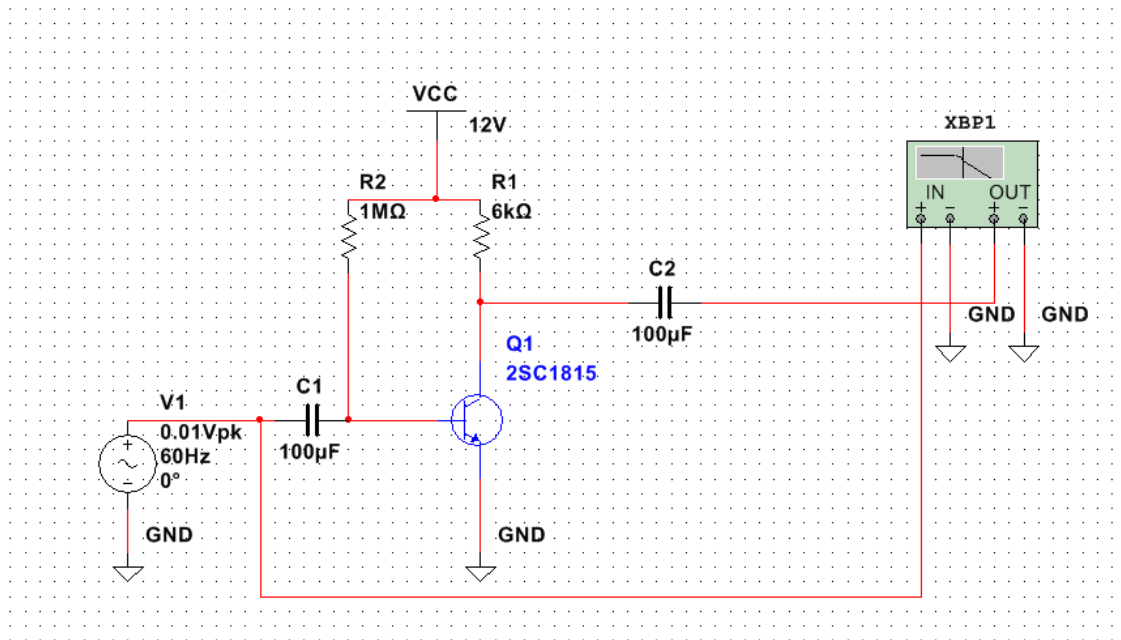 VCC
12V
XBP1
IN
OUT
+
−
+
−
R2
1MΩ
R1
6kΩ
C2
100µF
GND
GND
Q1
2SC1815
C1
100µF
V1
0.01Vpk
60Hz
0°
+
−
GND
GND